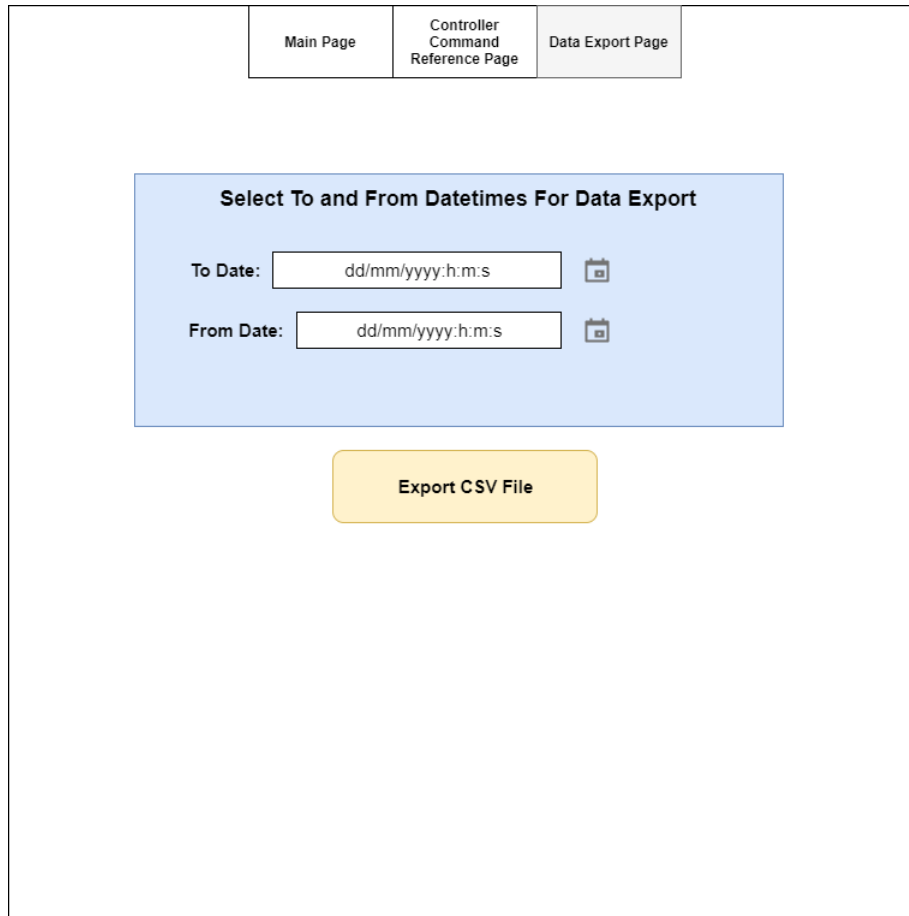 Main Page
Controller
Command
Reference Page
Data Export Page
Select To and From Datetimes For Data Export
To Date: dd/mm/yyyy:h:m:s
From Date: dd/mm/yyyy:h:m:s
Export CSV File